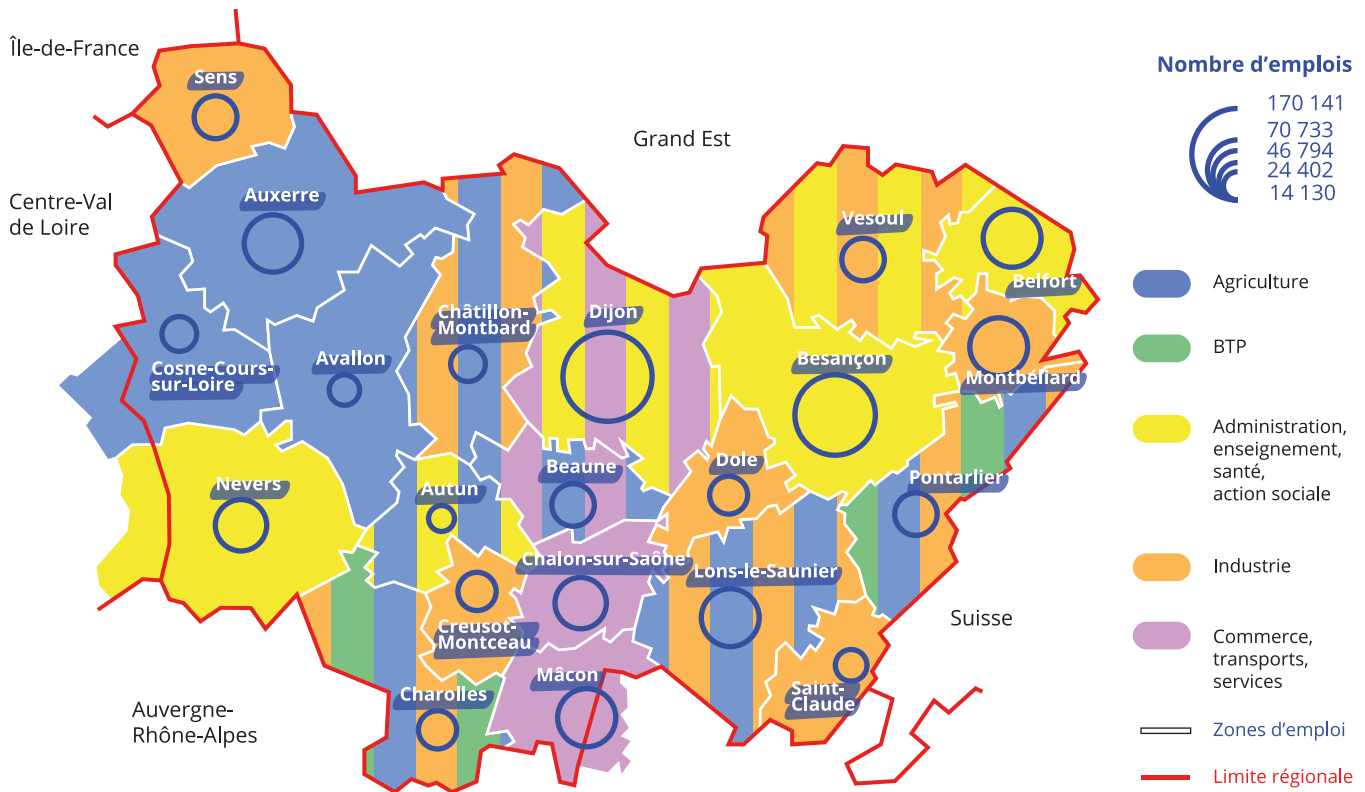 Île-de-France
Sens
Grand Est
Centre-Val
de Loire
Auxerre
Vesoul
Belfort
Châtillon-
Montbard
Dijon
Avallon
Cosne-Cours-
sur-Loire
Besançon
Montbéliard
Nevers
Autun
Beaune
Dole
Pontarlier
Chalon-sur-Saône
Lons-le-Saunier
Creusot-
Montceau
Suisse
Mâcon
Charolles
Saint-
Claude
Auvergne-
Rhône-Alpes
Nombre d’emplois
170 141
70 733
46 794
24 402
14 130
Agriculture
BTP
Administration,
enseignement,
santé,
action sociale
Industrie
Commerce,
transports,
services
Zones d’emploi
Limite régionale